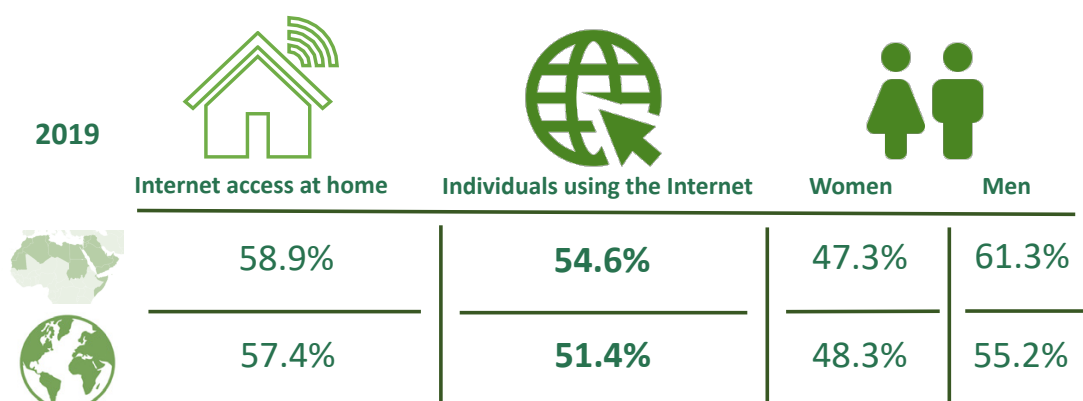 2019
Internet access at home
Individuals using the Internet
Women
Men
58.9%
54.6%
47.3%
61.3%
57.4%
51.4%
48.3%
55.2%